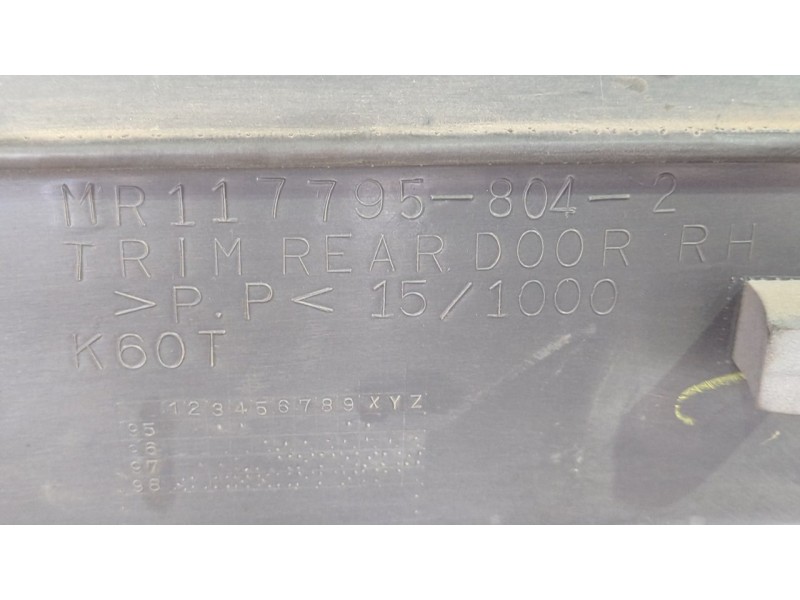 MR117795-804-2
TRIM REAR DOOR RH
>P.P< 15/1000
K60T
123456789XYZ
95
96
97
98